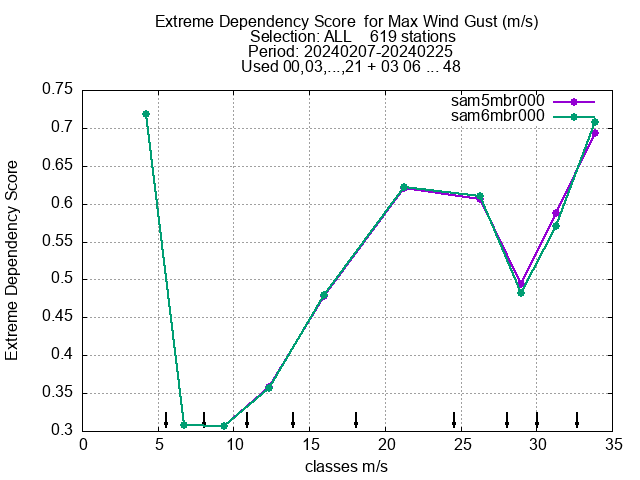 Extreme Dependency Score  for Max Wind Gust (m/s)
Selection: ALL    619 stations
Period: 20240207-20240225
Used 00,03,...,21 + 03 06 ... 48
sam5mbr000
sam6mbr000
0.75
0.7
0.65
0.6
0.55
0.5
0.45
0.4
0.35
0.3
Extreme Dependency Score
0 5 10 15 20 25 30 35
classes m/s